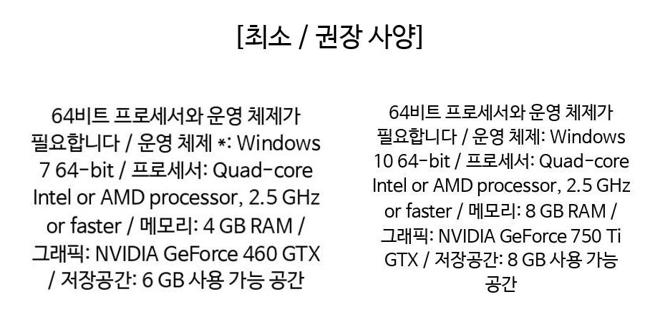 [최소 / 권장 사양]
64비트 프로세서와 운영 체제가
필요합니다 / 운영 체제 *: Windows
7 64-bit / 프로세서: Quad-core
Intel or AMD processor, 2.5 GHz
or faster / 메모리: 4 GB RAM /
그래픽: NVIDIA GeForce 460 GTX
/ 저장공간: 6 GB 사용 가능 공간
64비트 프로세서와 운영 체제가
필요합니다 / 운영 체제: Windows
10 64-bit / 프로세서: Quad-core
Intel or AMD processor, 2.5 GHz
or faster / 메모리: 8 GB RAM /
그래픽: NVIDIA GeForce 750 Ti
GTX / 저장공간: 8 GB 사용 가능
공간